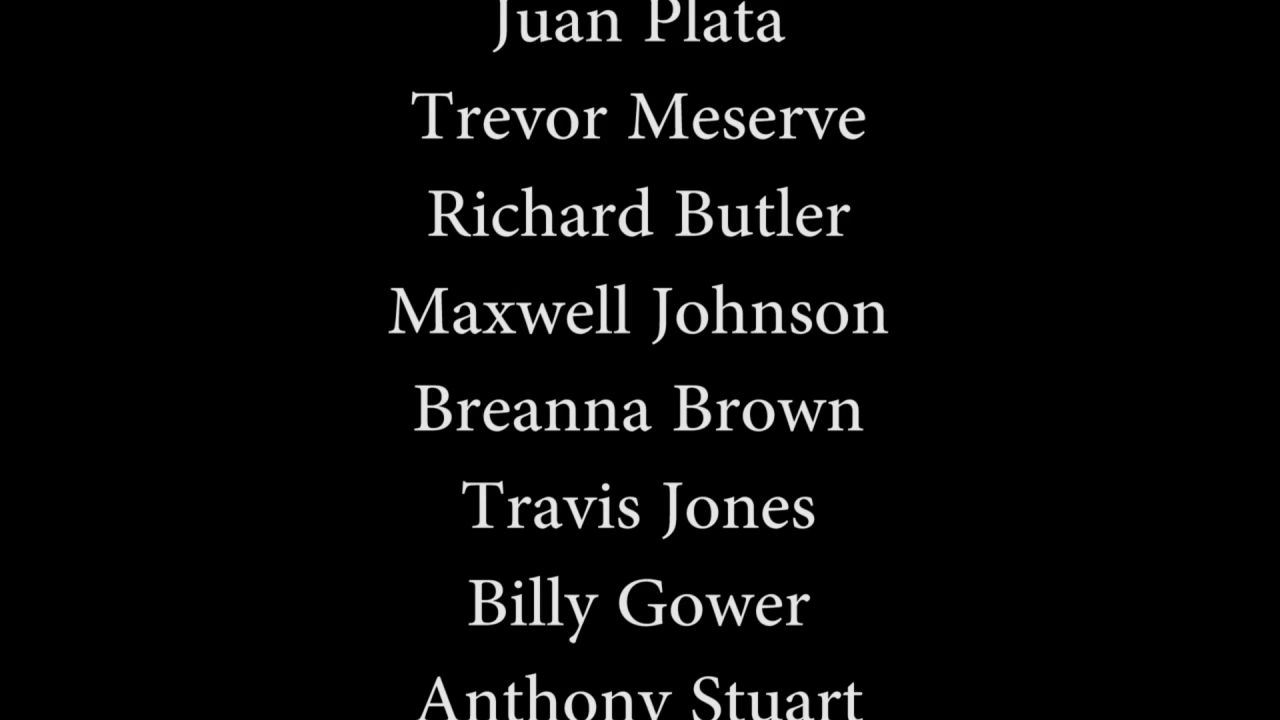 Juan Plata
Trevor Meserve
Richard Butler
Maxwell Johnson
Breanna Brown
Travis Jones
Billy Gower
Anthony Stuart